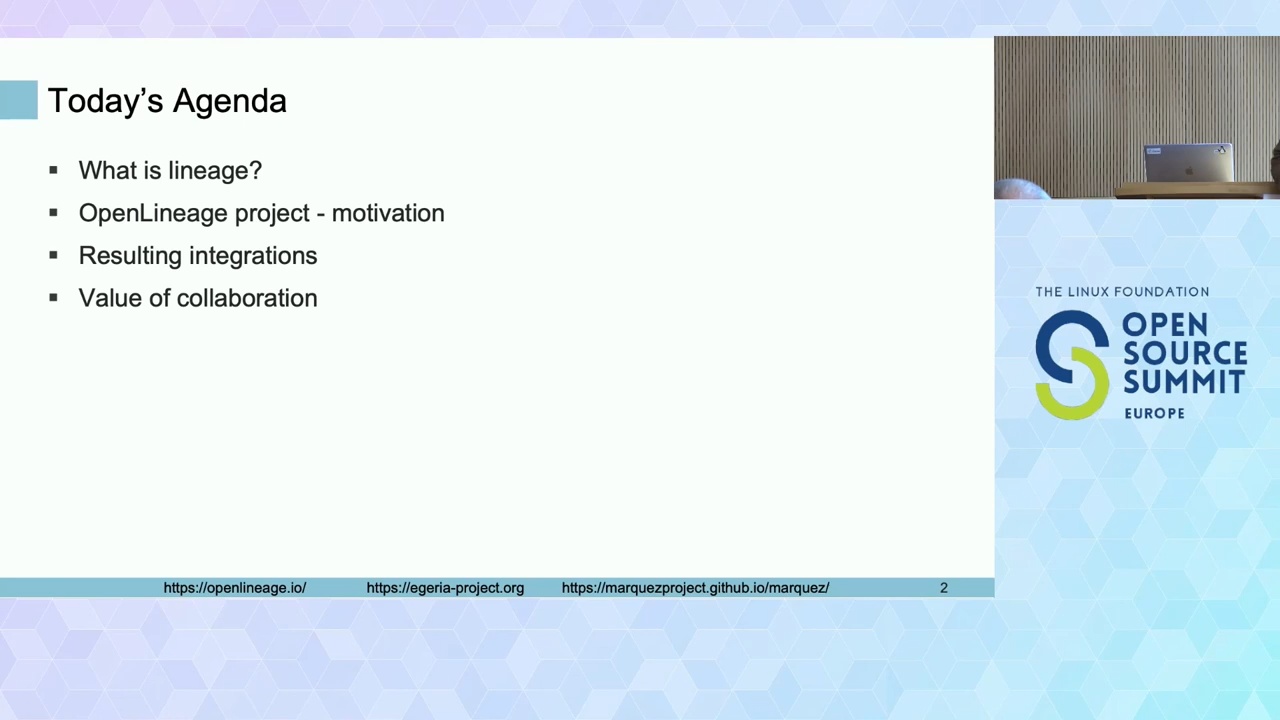 Today's Agenda
▪ What is lineage?
▪ OpenLineage project - motivation
▪ Resulting integrations
▪ Value of collaboration
https://openlineage.io/ https://egeria-project.org https://marquezproject.github.io/marquez/ 2
THE LINUX FOUNDATION
OPEN
SOURCE
SUMMIT
EUROPE